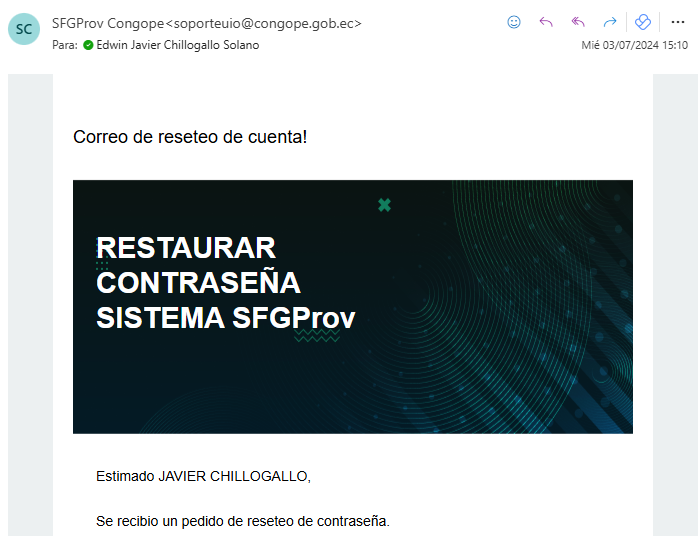 SC
SFGProv Congope<soporteuio@congope.gob.ec>
Para: Edwin Javier Chillogallo Solano
Mié 03/07/2024 15:10
Correo de reseteo de cuenta!
RESTAURAR
CONTRASEÑA
SISTEMA SFGProv
Estimado JAVIER CHILLOGALLO,
Se recibio un pedido de reseteo de contraseña.